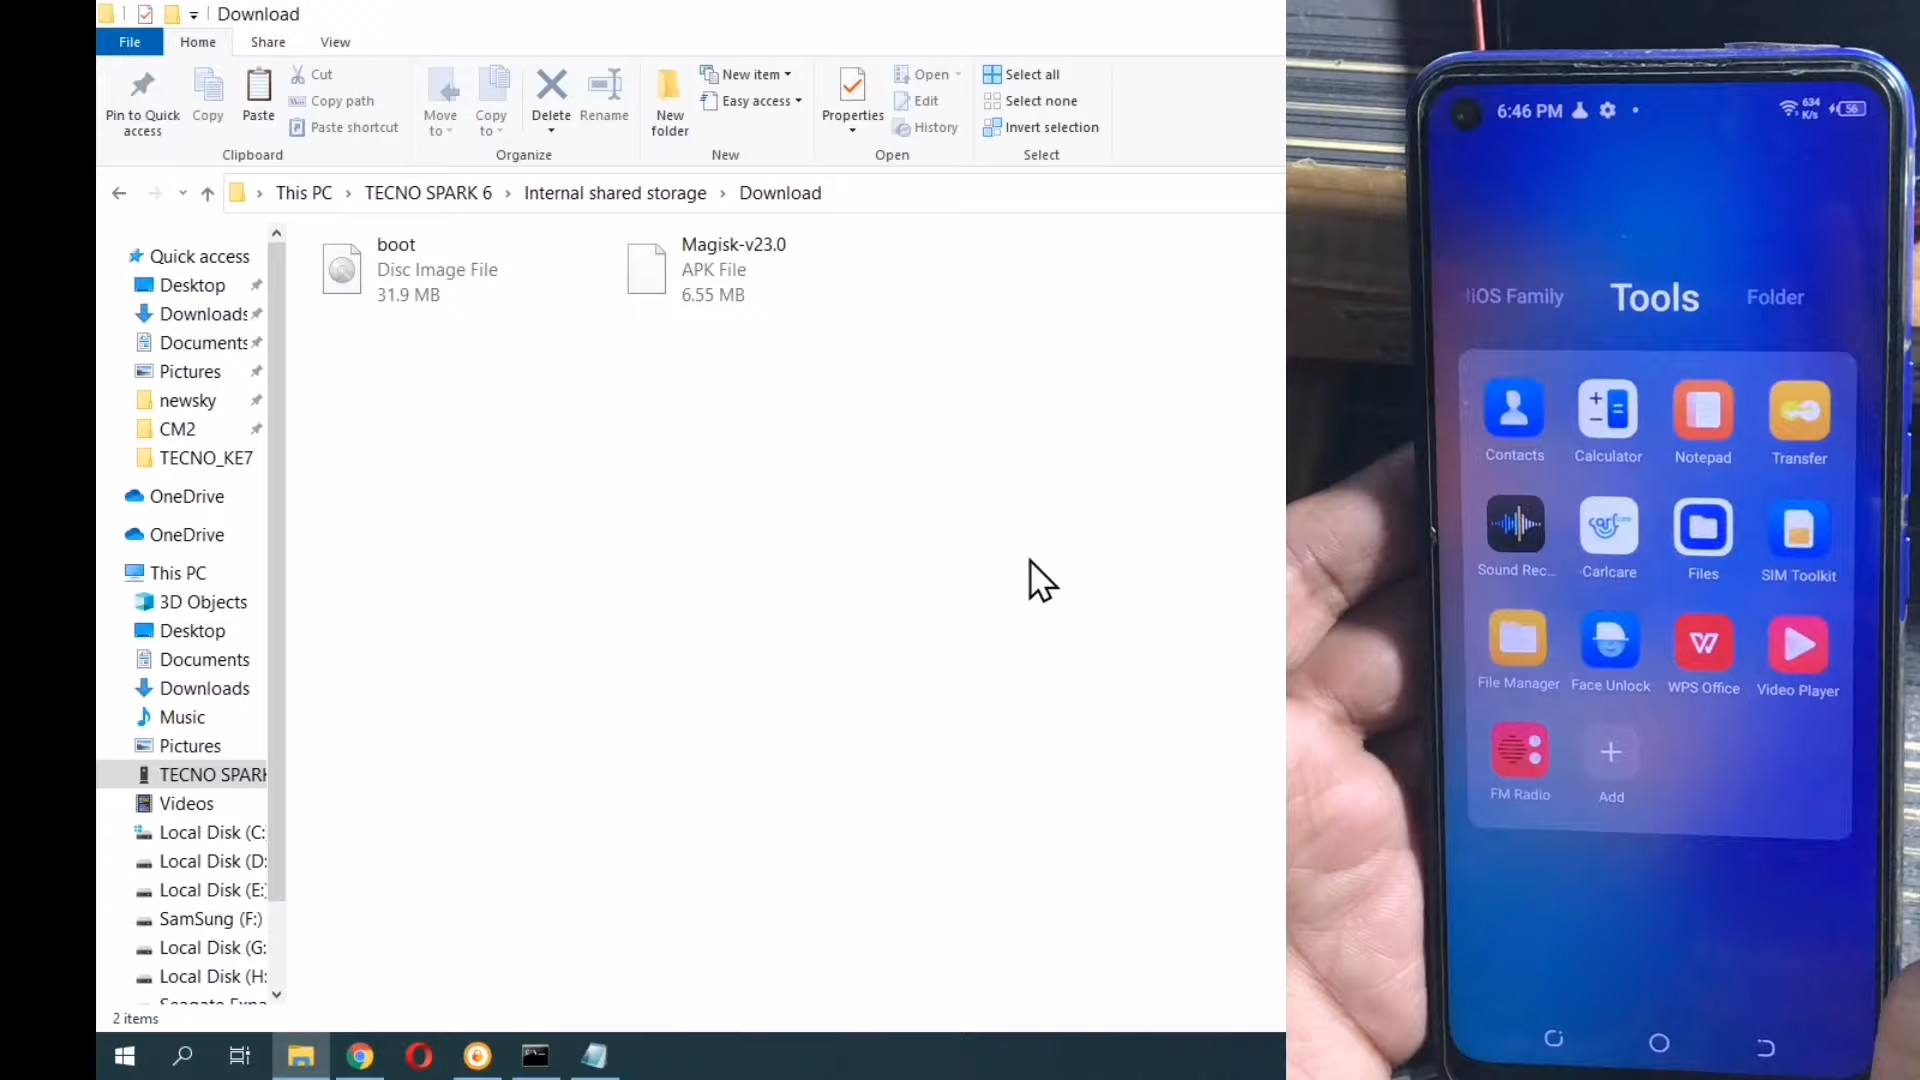 Download
File
Home
Share
View
Pin to Quick access
Copy
Paste
Cut
Copy path
Paste shortcut
Clipboard
Move to
Copy to
Delete
Rename
Organize
New folder
New item
Easy access
New
Properties
Open
Edit
History
Open
Select all
Select none
Invert selection
Select
This PC
TECNO SPARK 6
Internal shared storage
Download
Quick access
Desktop
Downloads
Documents
Pictures
newsky
CM2
TECNO_KE7
OneDrive
OneDrive
This PC
3D Objects
Desktop
Documents
Downloads
Music
Pictures
TECNO SPARK
Videos
Local Disk (C:
Local Disk (D:
Local Disk (E:
SamSung (F:)
Local Disk (G:
Local Disk (H:
boot
Disc Image File
31.9 MB
Magisk-v23.0
APK File
6.55 MB
2 items
6:46 PM
634
K/s
56
HiOS Family
Tools
Folder
Contacts
Calculator
Notepad
Transfer
Sound Rec...
Carlcare
Files
SIM Toolkit
File Manager
Face Unlock
WPS Office
Video Player
FM Radio
Add